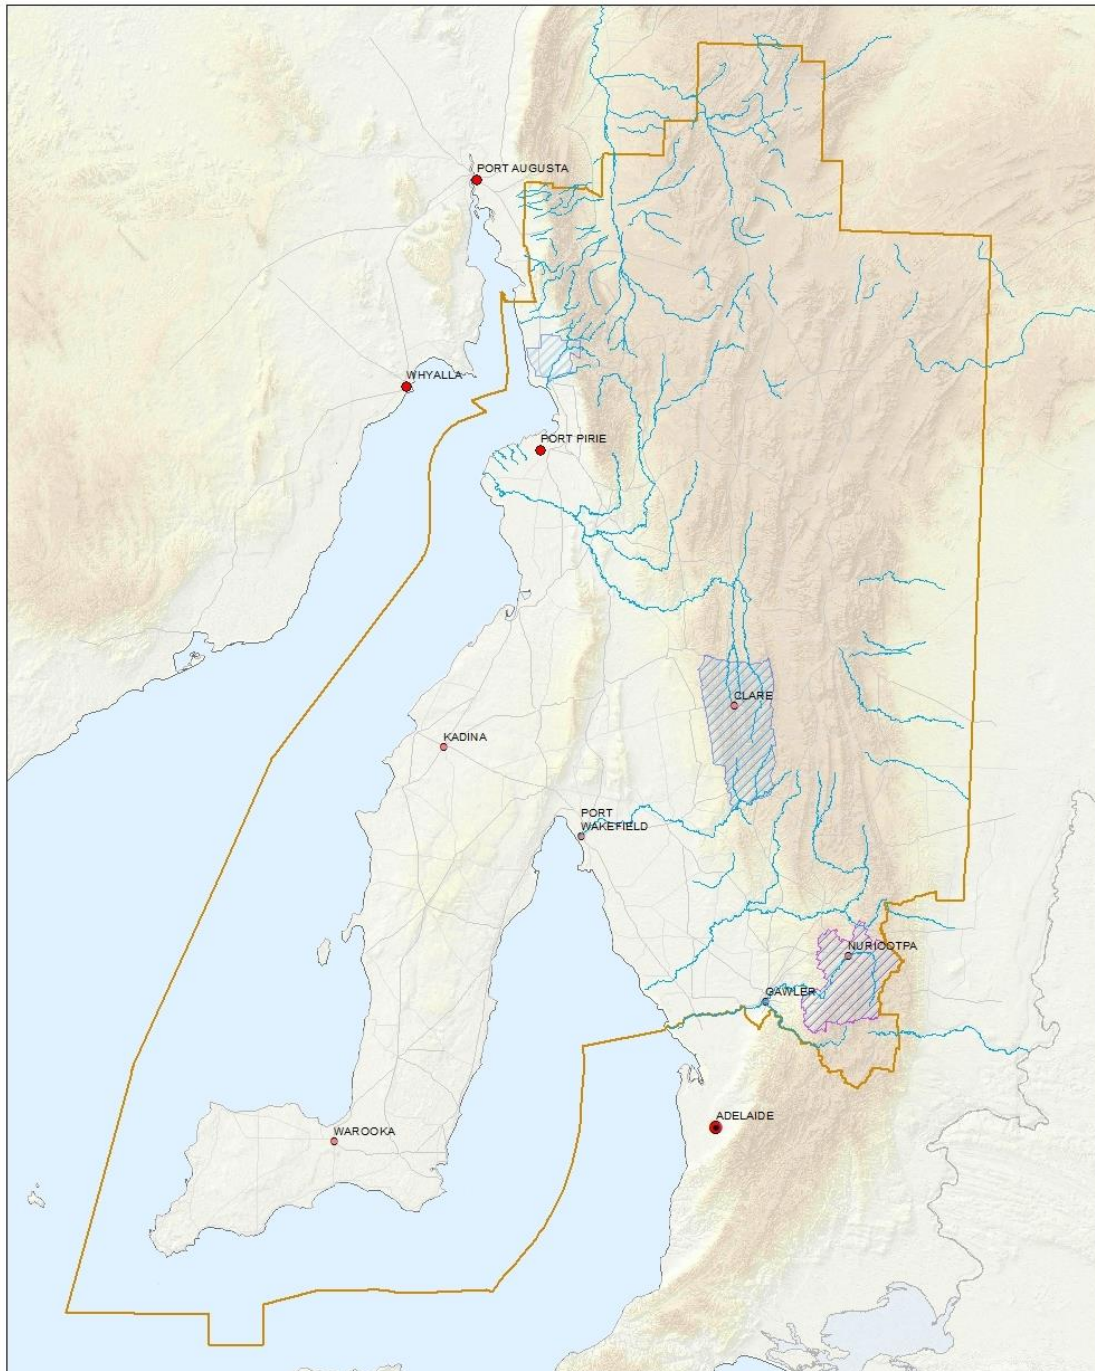 PORT AUGUSTA
WHYALLA
PORT PIRIE
CLARE
KADINA
PORT
WAKEFIELD
NURIOOTPA
GAWLER
ADELAIDE
WAROOKA